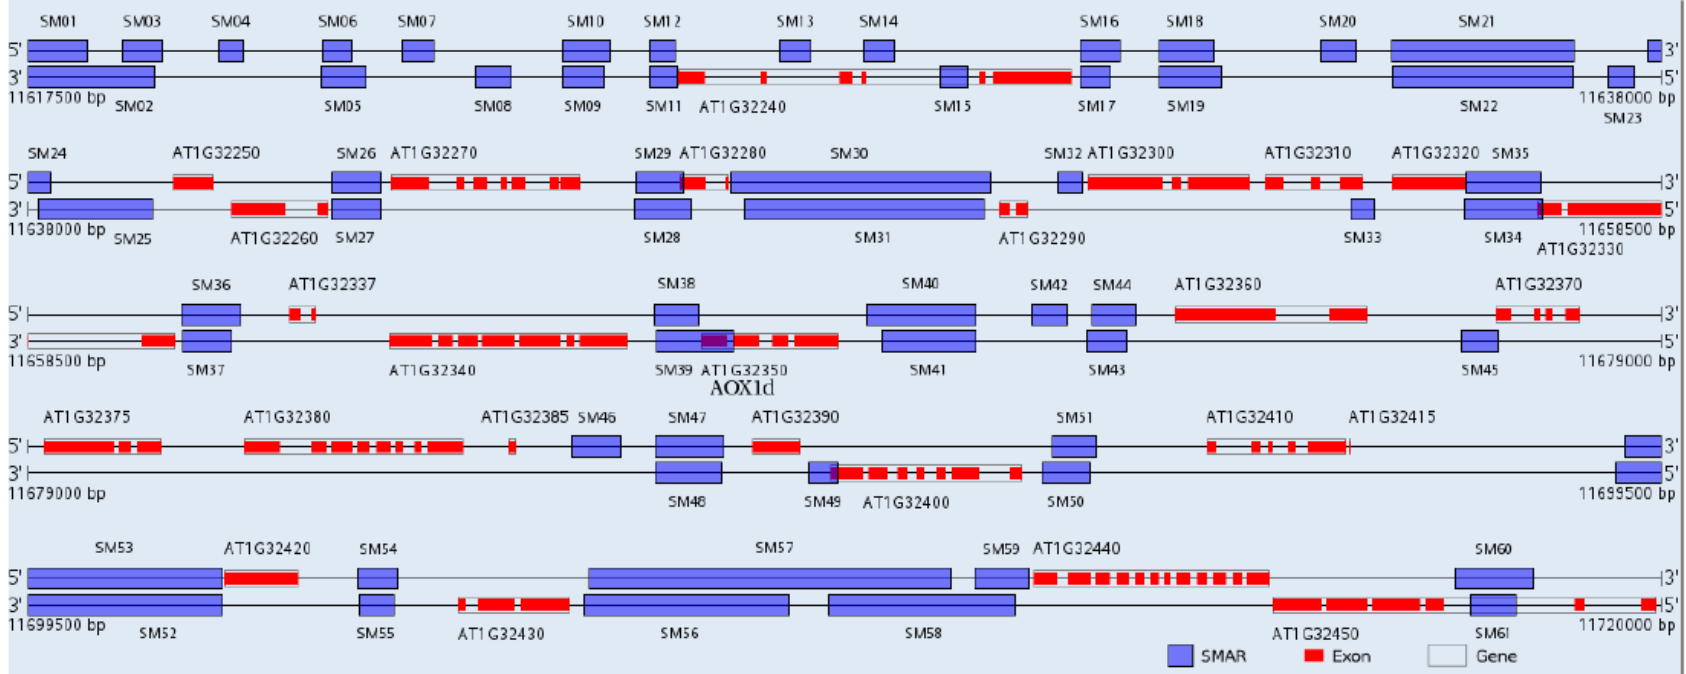 SM01 SM03 SM04 SM06 SM07 SM10 SM12 SM13 SM14 SM16 SM18 SM20 SM21
5' 3'
3' 5'
11617500 bp SM02 SM05 SM08 SM09 SM11 AT1G32240 SM15 SM17 SM19 SM22 11638000 bp
SM23
SM24 AT1G32250 SM26 AT1G32270 SM29 AT1G32280 SM30 SM32 AT1G32300 AT1G32310 AT1G32320 SM35
5' 3'
3' 5'
11638000 bp SM25 AT1G32260 SM27 SM28 SM31 AT1G32290 SM33 SM34 11658500 bp
AT1G32330
SM36 AT1G32337 SM38 SM40 SM42 SM44 AT1G32360 AT1G32370
5' 3'
3' 5'
11658500 bp SM37 AT1G32340 SM39 AT1G32350 SM41 SM43 SM45 11679000 bp
AOX1d
AT1G32375 AT1G32380 AT1G32385 SM46 SM47 AT1G32390 SM51 AT1G32410 AT1G32415
5' 3'
3' 5'
11679000 bp SM48 SM49 AT1G32400 SM50 11699500 bp
SM53 AT1G32420 SM54 SM57 SM59 AT1G32440 SM60
5' 3'
3' 5'
11699500 bp SM52 SM55 AT1G32430 SM56 SM58 AT1G32450 SM61 11720000 bp
SMAR Exon Gene